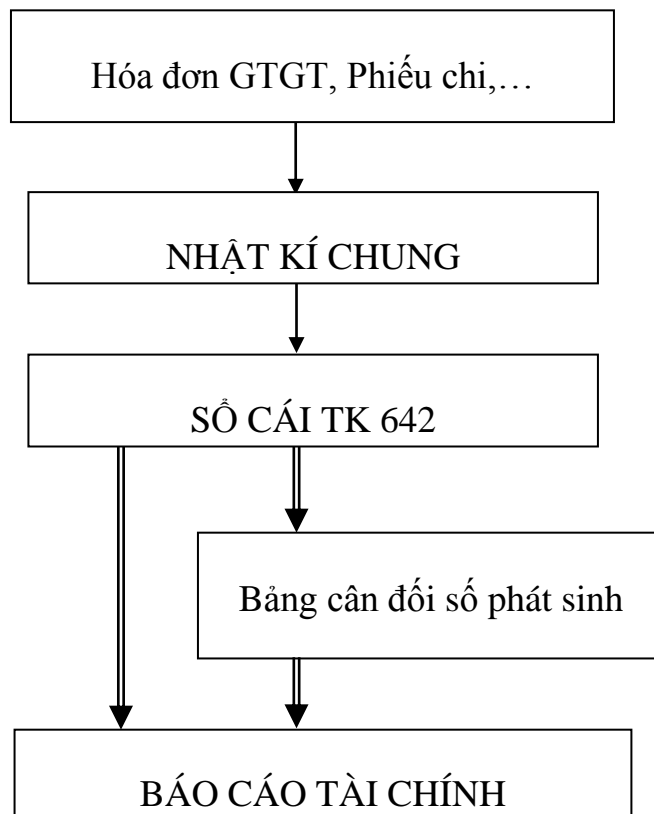 Hóa đơn GTGT, Phiếu chi,…
NHẬT KÍ CHUNG
SỔ CÁI TK 642
Bảng cân đối số phát sinh
BÁO CÁO TÀI CHÍNH